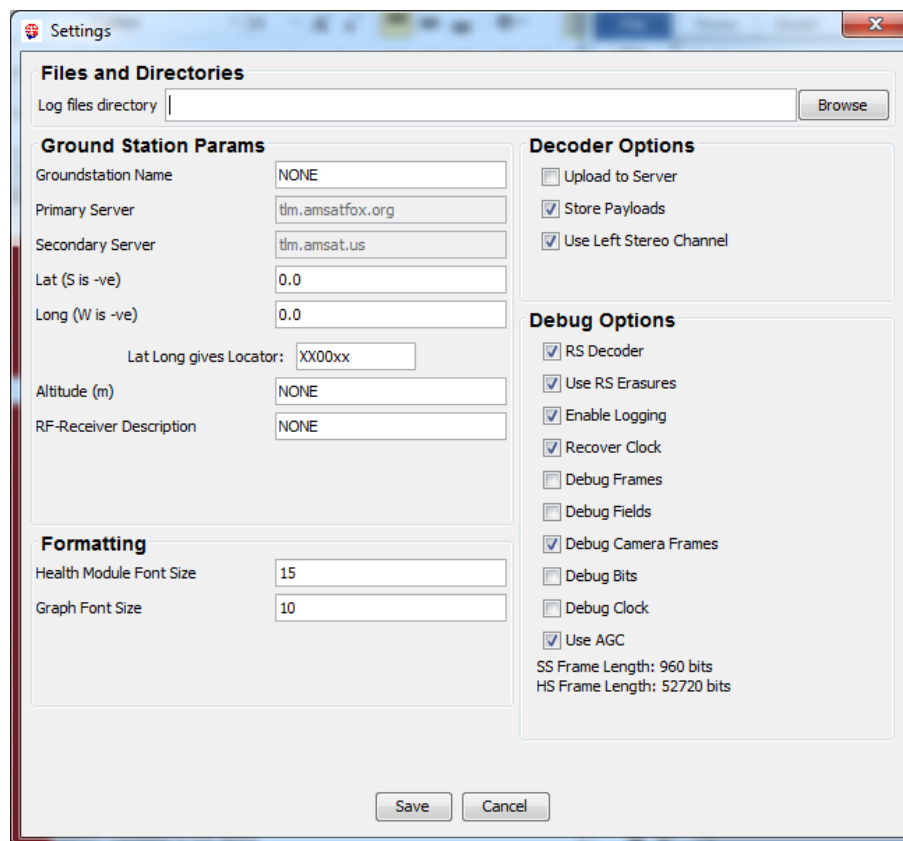 Settings
Files and Directories
Log files directory
Browse
Ground Station Params
Groundstation Name NONE
Primary Server tlm.amsatfox.org
Secondary Server tlm.amsat.us
Lat (S is -ve) 0.0
Long (W is -ve) 0.0
Lat Long gives Locator: XX00xx
Altitude (m) NONE
RF-Receiver Description NONE
Formatting
Health Module Font Size 15
Graph Font Size 10
Decoder Options
Upload to Server
Store Payloads
Use Left Stereo Channel
Debug Options
RS Decoder
Use RS Erasures
Enable Logging
Recover Clock
Debug Frames
Debug Fields
Debug Camera Frames
Debug Bits
Debug Clock
Use AGC
SS Frame Length: 960 bits
HS Frame Length: 52720 bits
Save Cancel